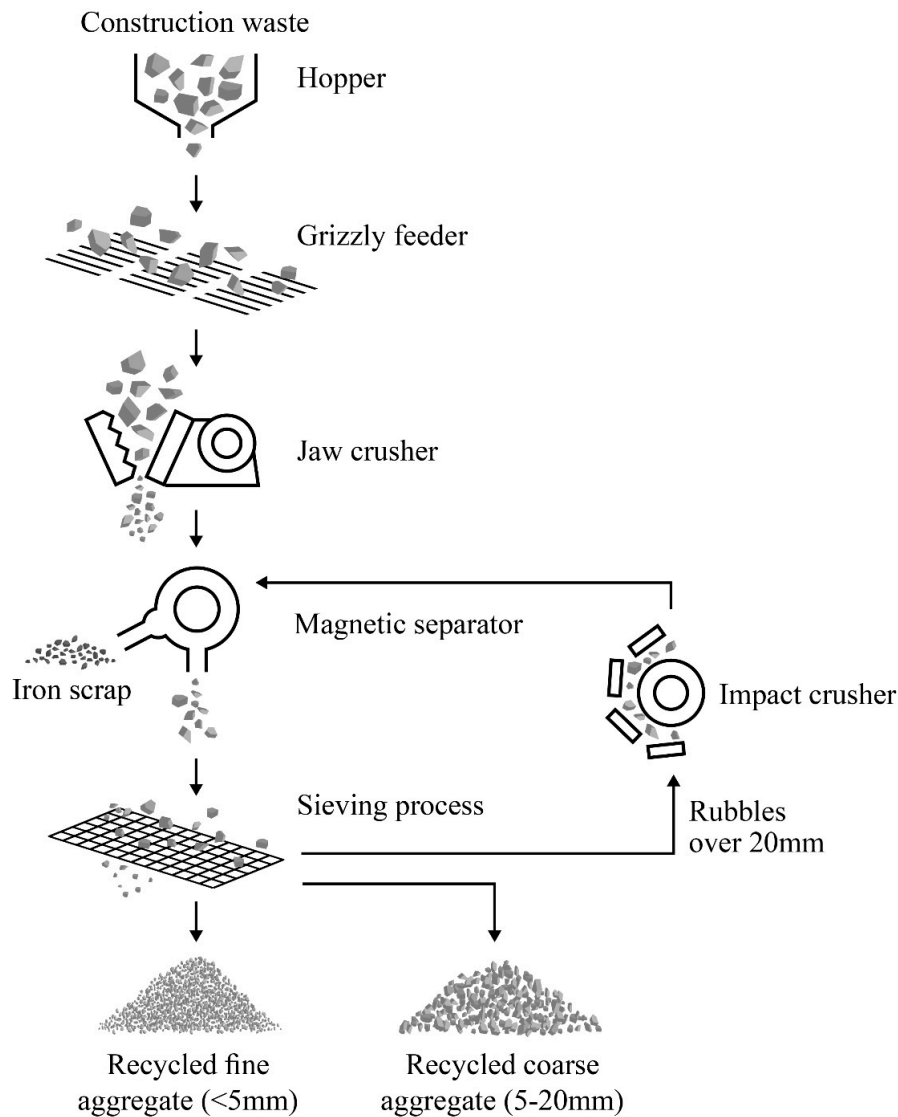 Construction waste
Hopper
Grizzly feeder
Jaw crusher
Magnetic separator
Iron scrap
Impact crusher
Sieving process
Rubbles
over 20mm
Recycled fine
aggregate (<5mm)
Recycled coarse
aggregate (5-20mm)